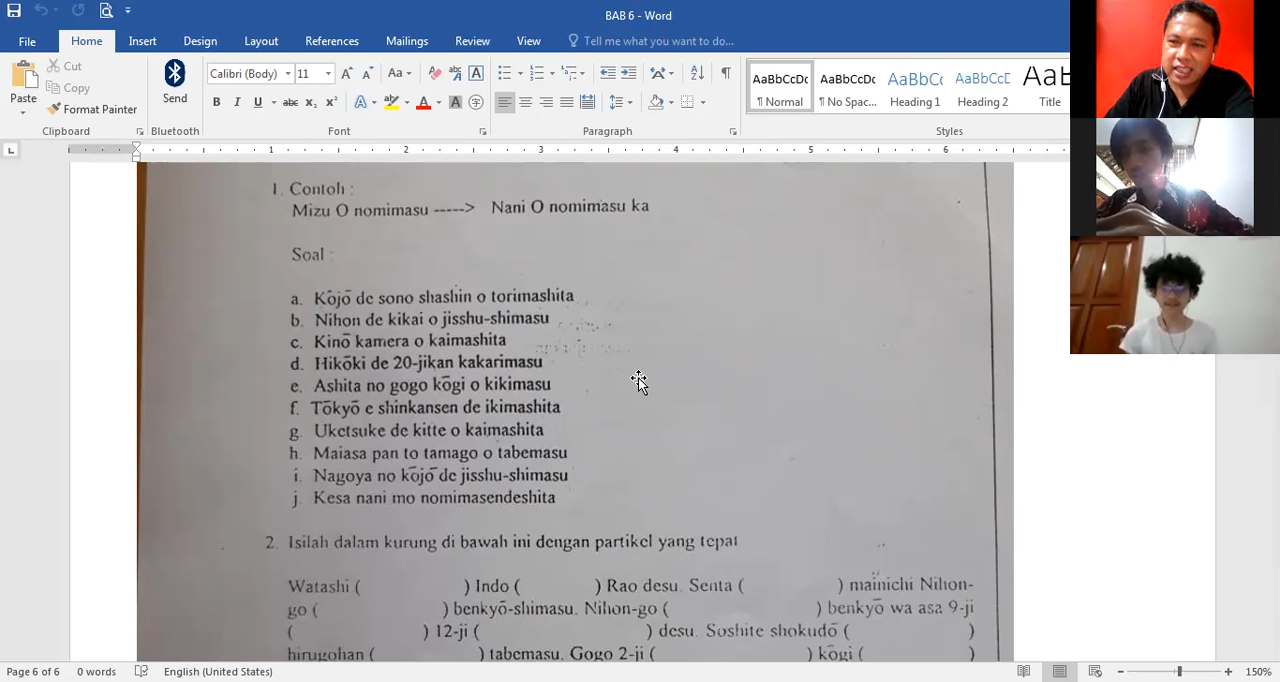 BAB 6 - Word
File Home Insert Design Layout References Mailings Review View Tell me what you want to do...
Cut
Copy
Format Painter
Paste
Send
Calibri (Body) 11
AaBbCcDc AaBbCcDc AaBbCc AaBbCcD AaB
¶ Normal ¶ No Spac... Heading 1 Heading 2 Title
Clipboard Bluetooth Font Paragraph Styles
1 2 3 4 5 6
1. Contoh :
Mizu O nomimasu -----> Nani O nomimasu ka
Soal :
a. Kōjō de sono shashin o torimashita
b. Nihon de kikai o jisshu-shimasu
c. Kinō kamera o kaimashita
d. Hikōki de 20-jikan kakarimasu
e. Ashita no gogo kōgi o kikimasu
f. Tōkyō e shinkansen de ikimashita
g. Uketsuke de kitte o kaimashita
h. Maiasa pan to tamago o tabemasu
i. Nagoya no kōjō de jisshu-shimasu
j. Kesa nani mo nomimasendeshita
2. Isilah dalam kurung di bawah ini dengan partikel yang tepat
Watashi ( ) Indo ( ) Rao desu. Senta ( ) mainichi Nihon-
go ( ) benkyō-shimasu. Nihon-go ( ) benkyō wa asa 9-ji
( ) 12-ji ( ) desu. Soshite shokudō ( )
hirugohan ( ) tabemasu. Gogo 2-ji ( ) kōgi ( )
Page 6 of 6 0 words English (United States) 150%